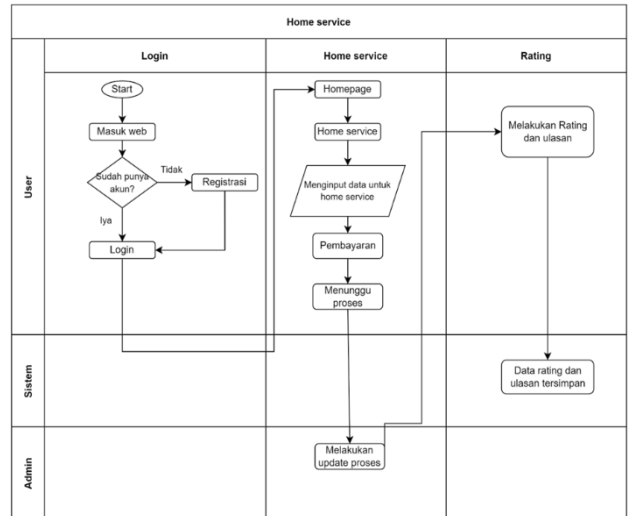 Home service
Login
Home service
Rating
User
Start
Masuk web
Sudah punya
akun?
Tidak
Registrasi
Iya
Login
Homepage
Home service
Menginput data untuk
home service
Pembayaran
Menunggu
proses
Melakukan Rating
dan ulasan
Sistem
Data rating dan
ulasan tersimpan
Admin
Melakukan
update proses